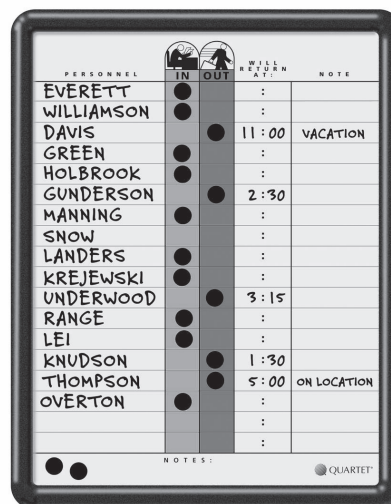 PERSONNEL IN OUT WILL RETURN AT: NOTE
EVERETT :
WILLIAMSON :
DAVIS 11:00 VACATION
GREEN :
HOLBROOK :
GUNDERSON 2:30
MANNING :
SNOW :
LANDERS :
KREJEWSKI :
UNDERWOOD 3:15
RANGE :
LEI :
KNUDSON 1:30
THOMPSON 5:00 ON LOCATION
OVERTON :
:
:
NOTES:
QUARTET